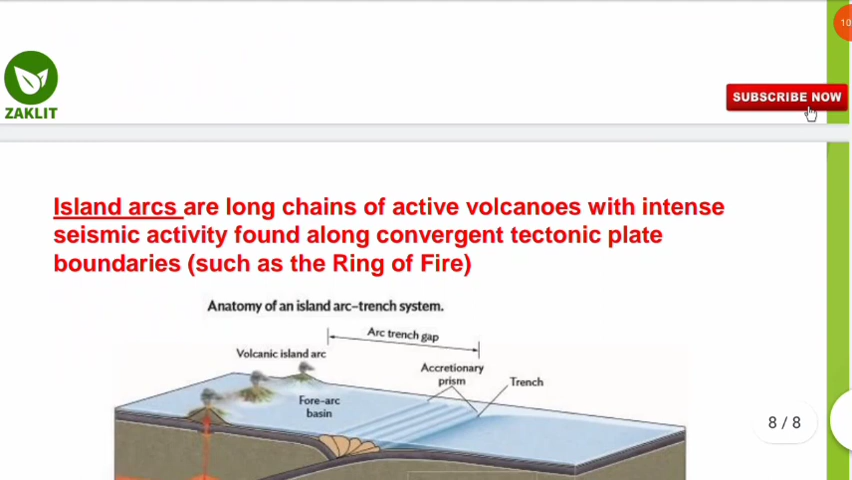 10
ZAKLIT
SUBSCRIBE NOW
Island arcs are long chains of active volcanoes with intense
seismic activity found along convergent tectonic plate
boundaries (such as the Ring of Fire)
Anatomy of an island arc–trench system.
Arc trench gap
Volcanic island arc
Accretionary
prism
Trench
Fore-arc
basin
8 / 8